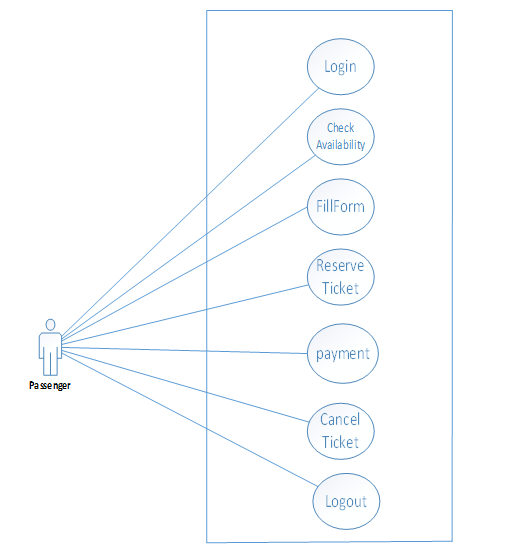 Login
Check
Availability
FillForm
Reserve
Ticket
payment
Passenger
Cancel
Ticket
Logout